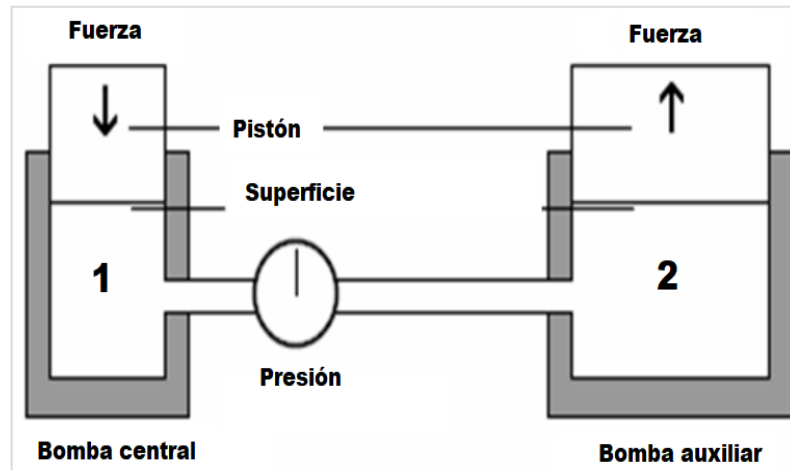 Fuerza
Fuerza
Pistón
Superficie
1
2
Presión
Bomba central
Bomba auxiliar